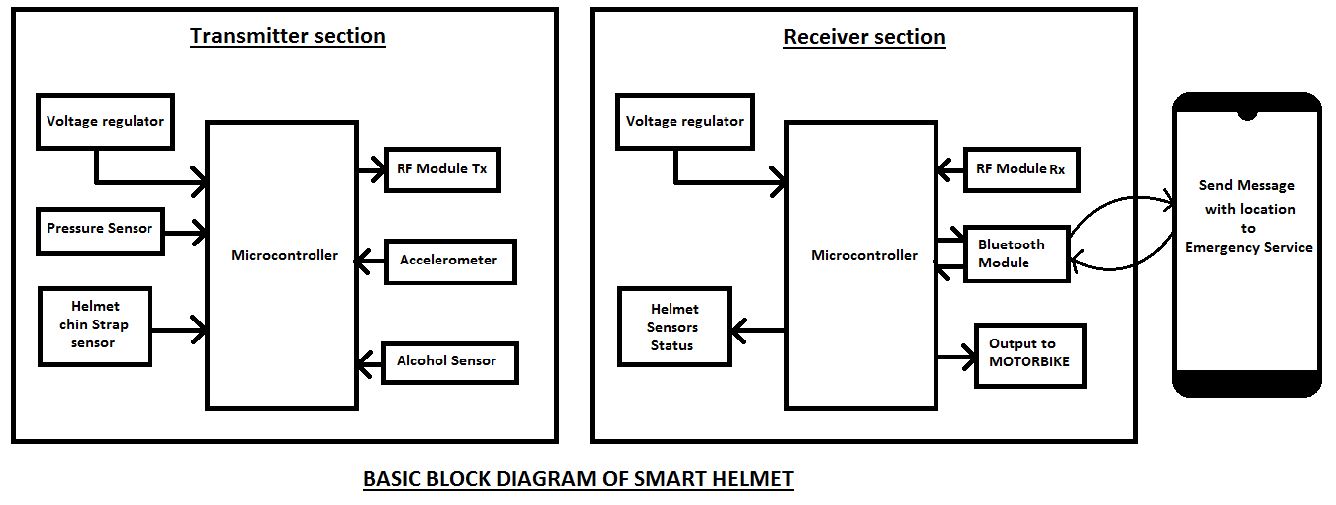 Transmitter section
Voltage regulator
Pressure Sensor
Helmet
chin Strap
sensor
Microcontroller
RF Module Tx
Accelerometer
Alcohol Sensor
Receiver section
Voltage regulator
Helmet
Sensors
Status
Microcontroller
RF Module Rx
Bluetooth
Module
Output to
MOTORBIKE
Send Message
with location
to
Emergency Service
BASIC BLOCK DIAGRAM OF SMART HELMET